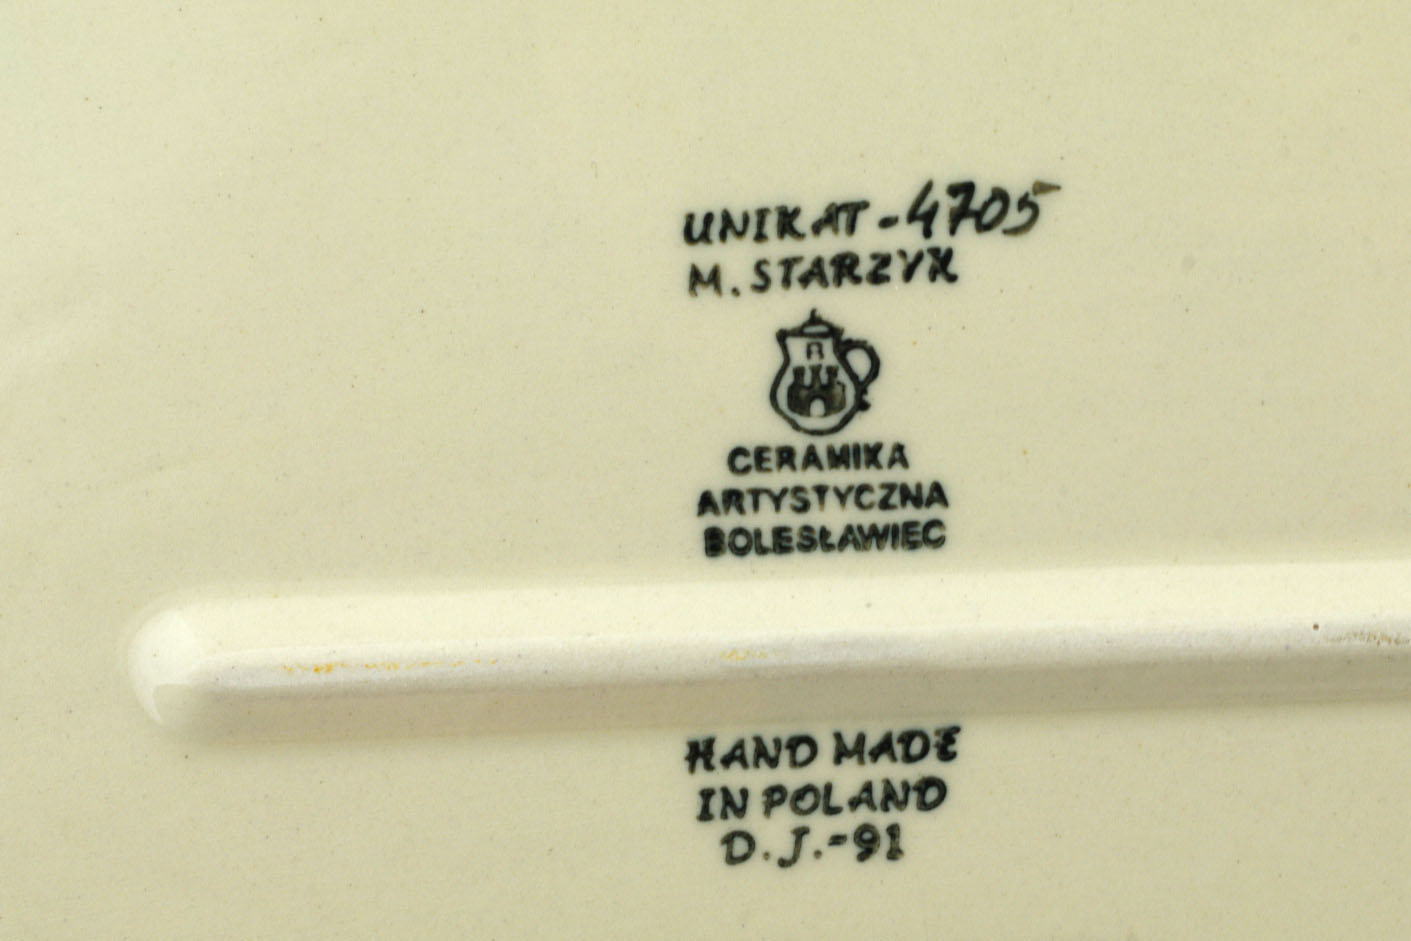 UNIKAT-4705
M. STARZYK
CERAMIKA
ARTYSTYCZNA
BOLESŁAWIEC
HAND MADE
IN POLAND
D.J.-91